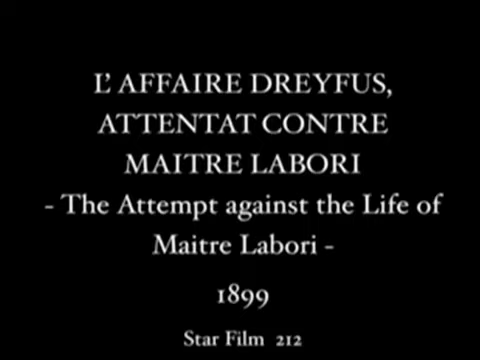 L' AFFAIRE DREYFUS,
ATTENTAT CONTRE
MAITRE LABORI
- The Attempt against the Life of
Maitre Labori -
1899
Star Film 212